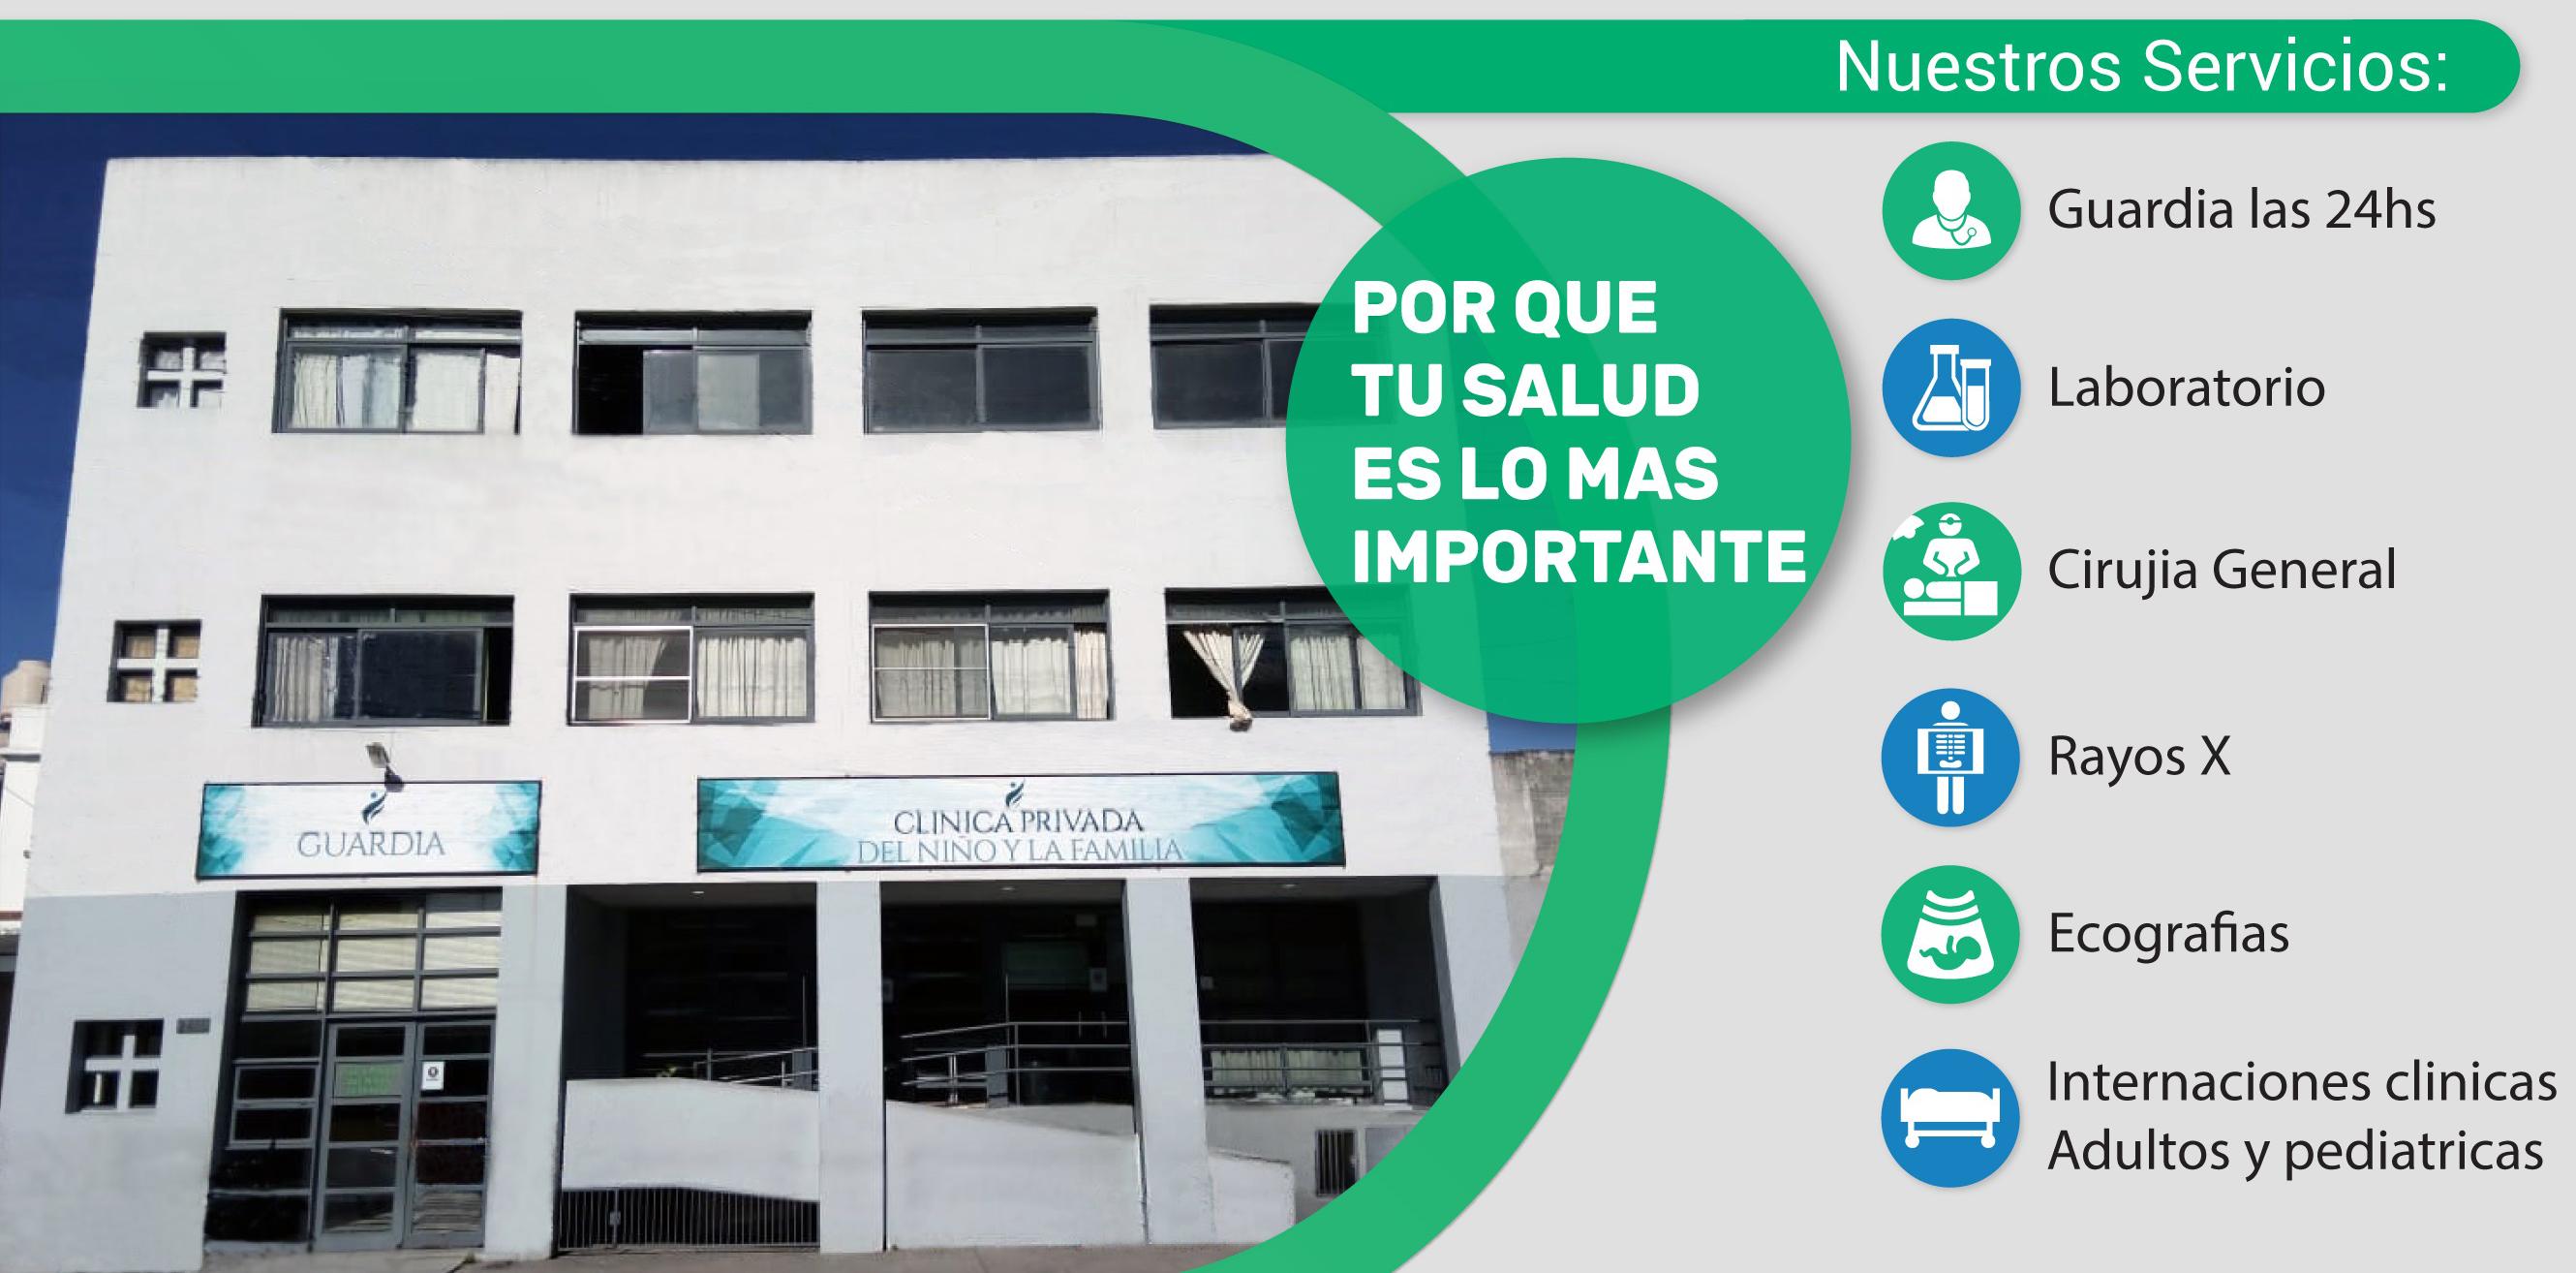 Nuestros Servicios:
Guardia las 24hs
POR QUE
TU SALUD
ES LO MAS
IMPORTANTE
Laboratorio
Cirujia General
Rayos X
Ecografias
Internaciones clinicas
Adultos y pediatricas
GUARDIA
CLINICA PRIVADA
DEL NIÑO Y LA FAMILIA